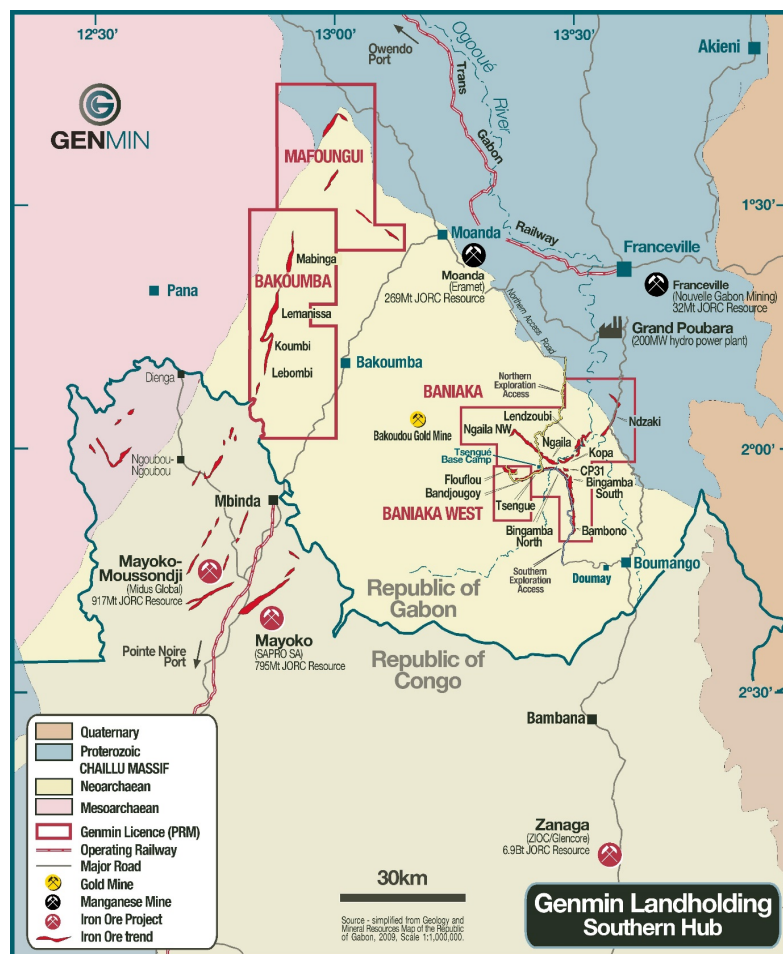 12°30'
13°00'
13°30'
Owendo
Port
Ogooué
River
Trans
Gabon
Railway
Akieni
GENMIN
MAFOUNGUI
1°30'
Moanda
Franceville
Moanda
(Eramet)
269Mt JORC Resource
Franceville
(Nouvelle Gabon Mining)
32Mt JORC Resource
Mabinga
BAKOUMBA
Pana
Lemanissa
Northern Access Road
Grand Poubara
(200MW hydro power plant)
Koumbi
Bakoumba
Lebombi
Dienga
Northern
Exploration
Access
BANIAKA
Bakoudou Gold Mine
Lendzoubi
Ndzaki
Ngaila NW
Ngaila
2°00'
Kopa
Tsengué
Base Camp
Ngoubou-
Ngoubou
CP31
Flouflou
Bandjougoy
Bingamba
South
Tsengue
Mbinda
BANIAKA WEST
Bingamba
North
Bambono
Mayoko-
Moussondji
(Midus Global)
917Mt JORC Resource
Southern
Exploration
Access
Doumay
Boumango
Republic of
Gabon
Mayoko
(SAPRO SA)
795Mt JORC Resource
Pointe Noire
Port
Republic of
Congo
2°30'
Bambana
Quaternary
Proterozoic
CHAILLU MASSIF
Neoarchaean
Mesoarchaean
Genmin Licence (PRM)
Operating Railway
Major Road
Gold Mine
Manganese Mine
Iron Ore Project
Iron Ore trend
Zanaga
(ZIOC/Glencore)
6.9Bt JORC Resource
30km
Source - simplified from Geology and
Mineral Resources Map of the Republic
of Gabon, 2009, Scale 1:1,000,000.
Genmin Landholding
Southern Hub